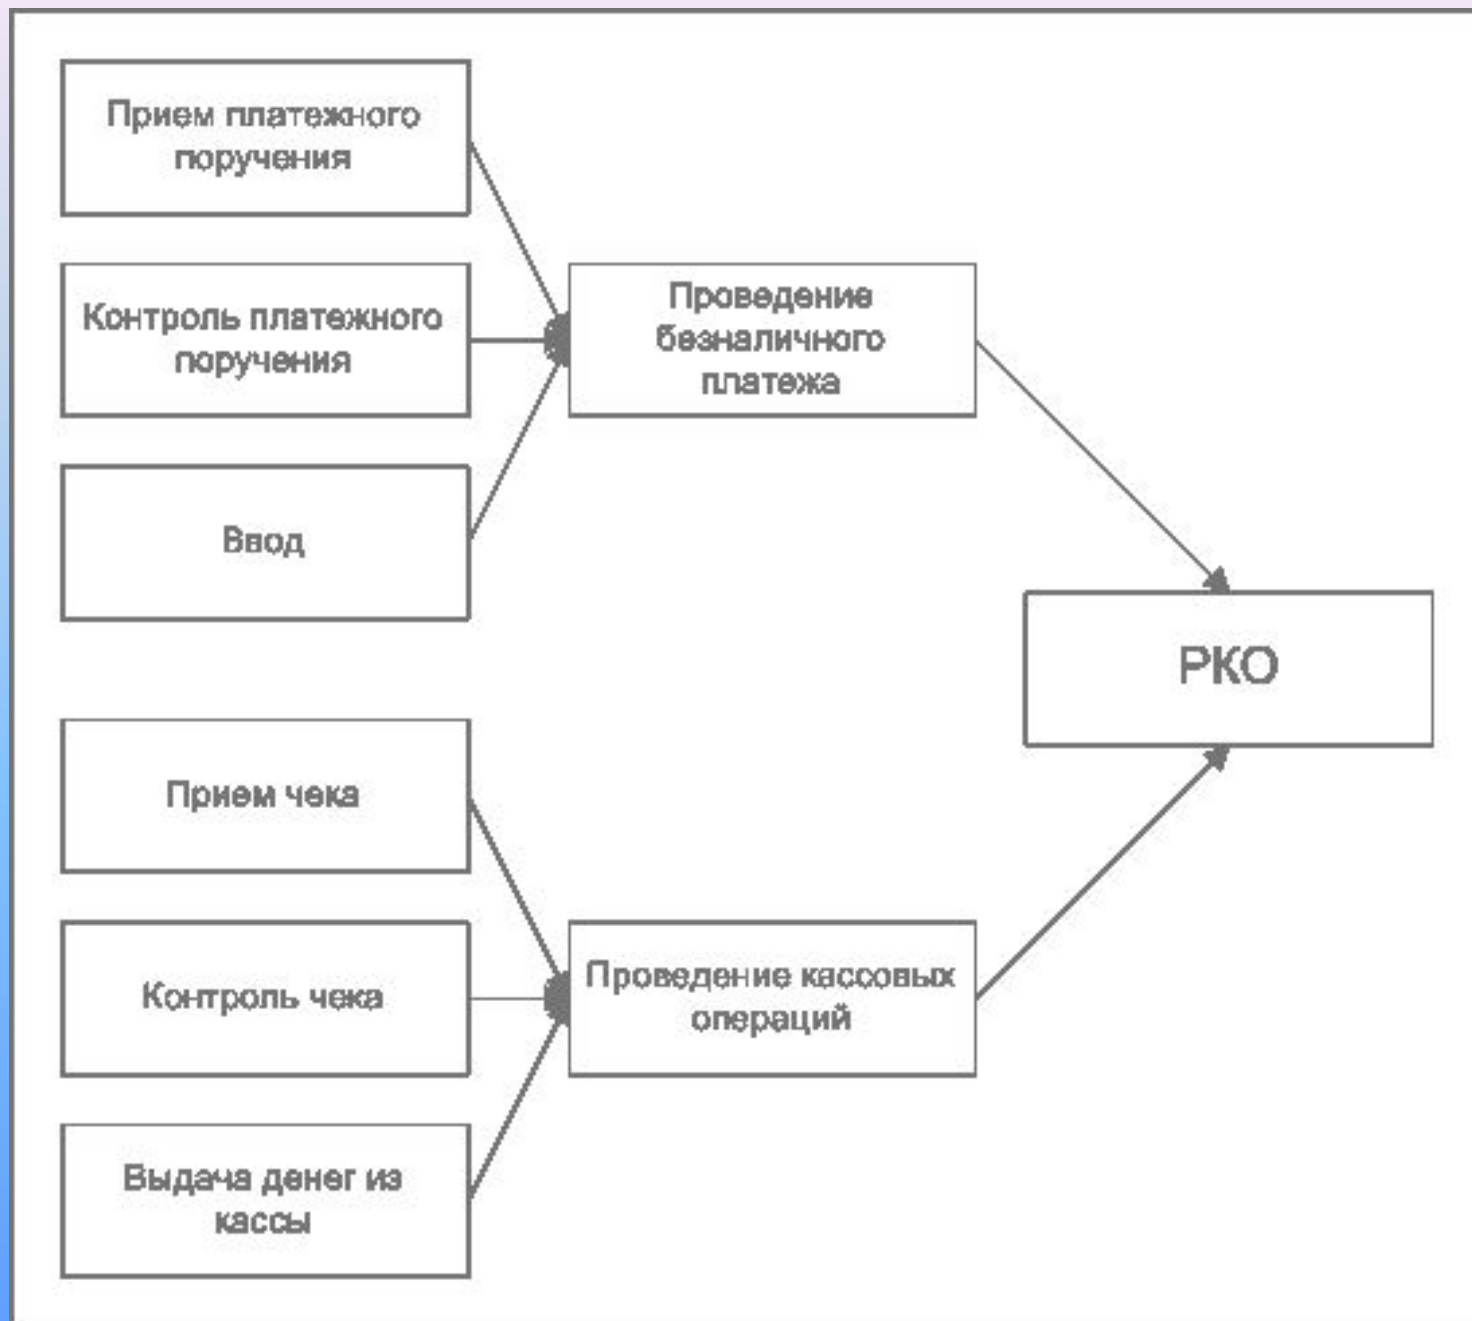 Прием платежного
поручения
Контроль платежного
поручения
Ввод
Проведение
безналичного
платежа
РКО
Прием чека
Контроль чека
Выдача денег из
кассы
Проведение кассовых
операций